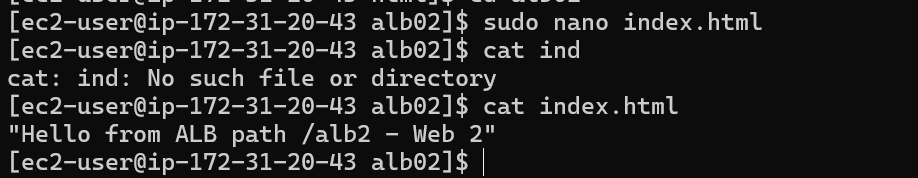 [ec2-user@ip-172-31-20-43 alb02]$ sudo nano index.html
[ec2-user@ip-172-31-20-43 alb02]$ cat ind
cat: ind: No such file or directory
[ec2-user@ip-172-31-20-43 alb02]$ cat index.html
"Hello from ALB path /alb2 - Web 2"
[ec2-user@ip-172-31-20-43 alb02]$